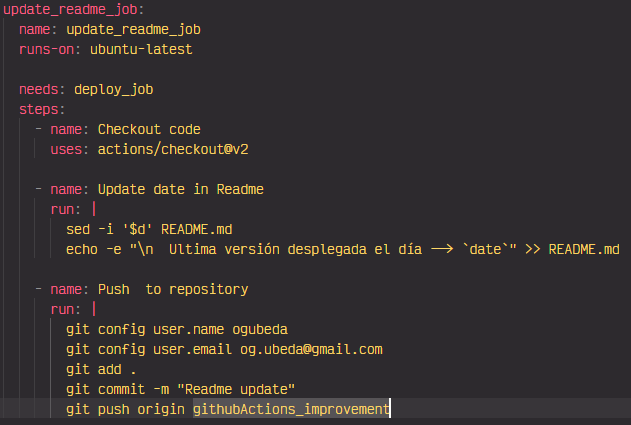 update_readme_job:
name: update_readme_job
runs-on: ubuntu-latest
needs: deploy_job
steps:
- name: Checkout code
uses: actions/checkout@v2
- name: Update date in Readme
run: |
sed -i '$d' README.md
echo -e "\n  Ultima versión desplegada el día --> `date`" >> README.md
- name: Push  to repository
run: |
git config user.name ogubeda
git config user.email og.ubeda@gmail.com
git add .
git commit -m "Readme update"
git push origin githubActions_improvement